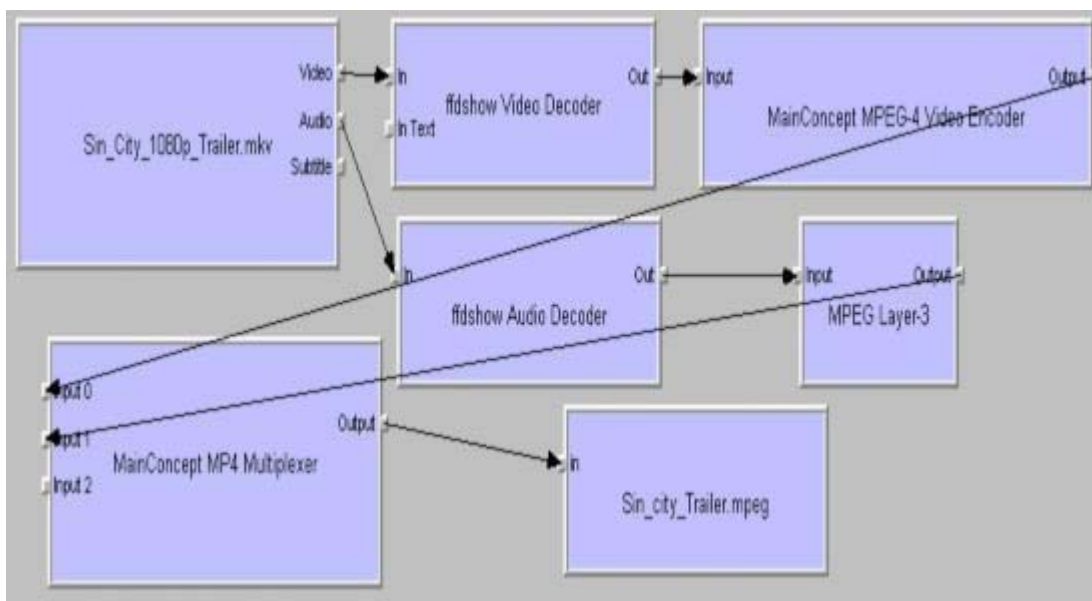 Video
Audio
Subtitle
Sin_City_1080p_Trailer.mkv
In
In Text
Out
ffdshow Video Decoder
Input
Output
MainConcept MPEG-4 Video Encoder
In
Out
ffdshow Audio Decoder
Input
Output
MPEG Layer-3
Input 0
Input 1
Input 2
Output
MainConcept MP4 Multiplexer
In
Sin_city_Trailer.mpeg